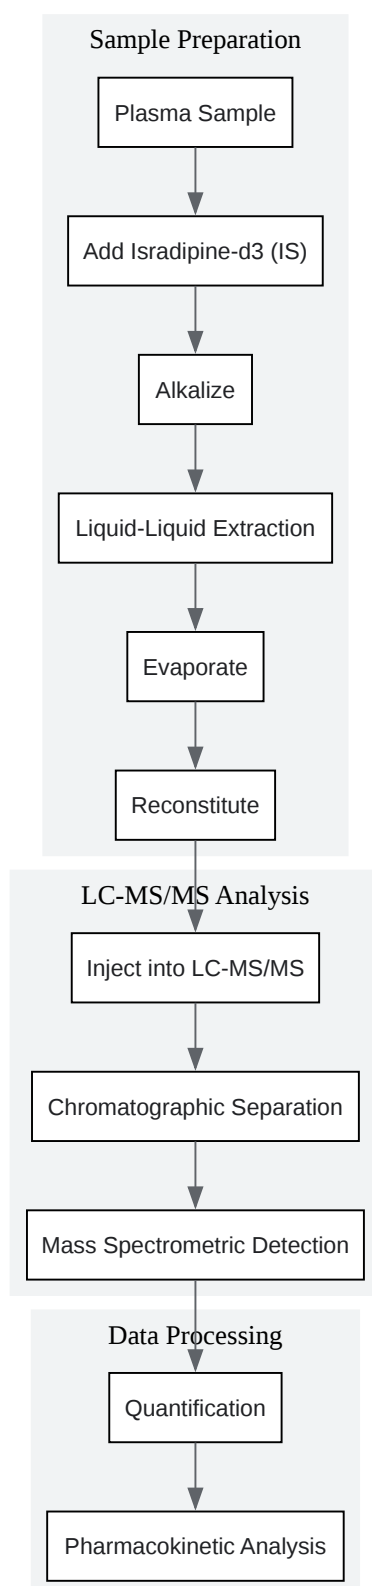 Sample Preparation
Plasma Sample
Add Isradipine-d3 (IS)
Alkalize
Liquid-Liquid Extraction
Evaporate
Reconstitute
LC-MS/MS Analysis
Inject into LC-MS/MS
Chromatographic Separation
Mass Spectrometric Detection
Data Processing
Quantification
Pharmacokinetic Analysis